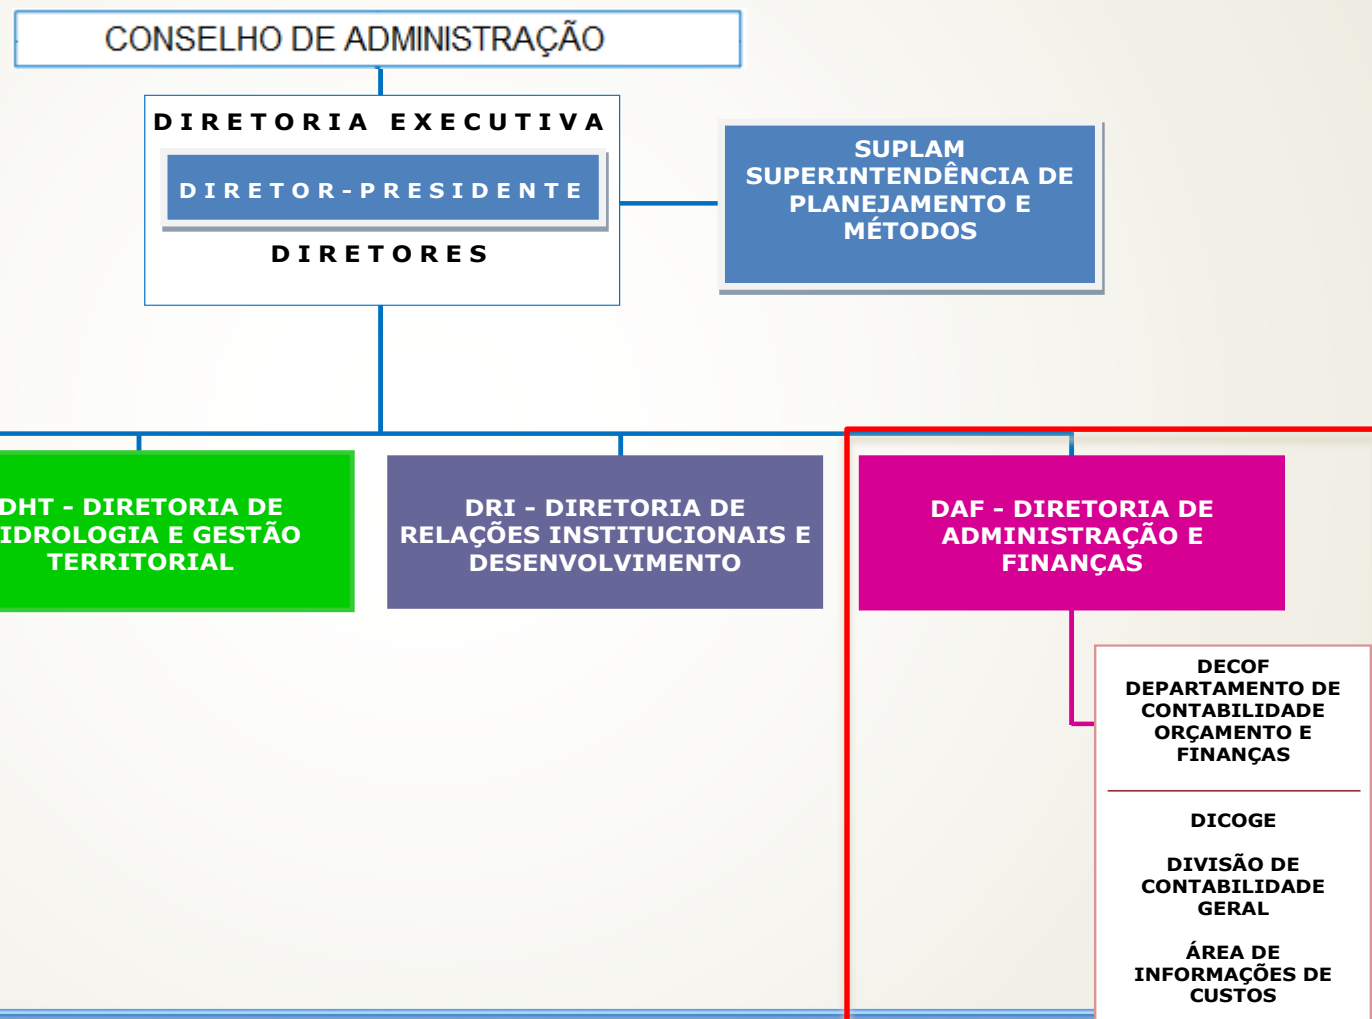 CONSELHO DE ADMINISTRAÇÃO
DIRETORIA EXECUTIVA
DIRETOR-PRESIDENTE
DIRETORES
SUPLAM
SUPERINTENDÊNCIA DE
PLANEJAMENTO E
MÉTODOS
DHT - DIRETORIA DE
IDROLOGIA E GESTÃO
TERRITORIAL
DRI - DIRETORIA DE
RELAÇÕES INSTITUCIONAIS E
DESENVOLVIMENTO
DAF - DIRETORIA DE
ADMINISTRAÇÃO E
FINANÇAS
DECOF
DEPARTAMENTO DE
CONTABILIDADE
ORÇAMENTO E
FINANÇAS
DICOGE
DIVISÃO DE
CONTABILIDADE
GERAL
ÁREA DE
INFORMAÇÕES DE
CUSTOS